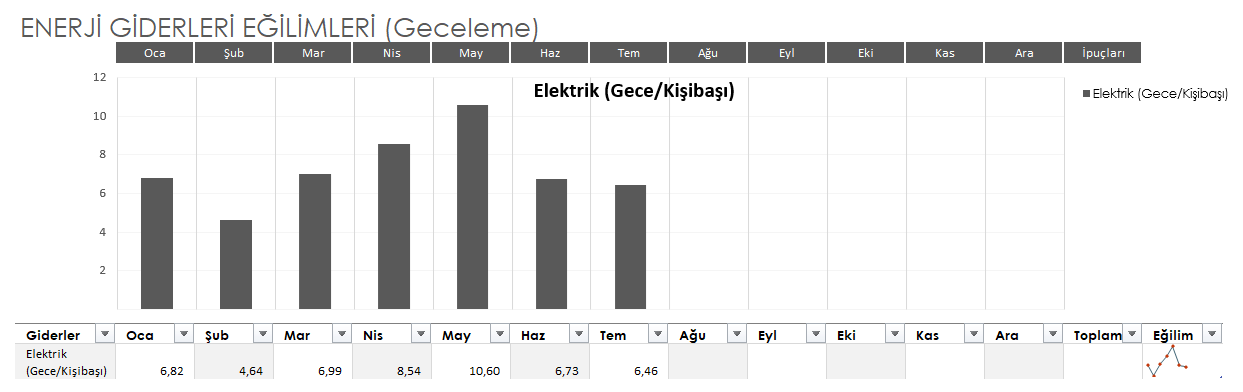 ENERJİ GİDERLERİ EĞİLİMLERİ (Geceleme)
Oca Şub Mar Nis May Haz Tem Ağu Eyl Eki Kas Ara İpuçları
Elektrik (Gece/Kişibaşı)
Elektrik (Gece/Kişibaşı)
12
10
8
6
4
2
Giderler Oca Şub Mar Nis May Haz Tem Ağu Eyl Eki Kas Ara Toplam Eğilim
Elektrik
(Gece/Kişibaşı) 6,82 4,64 6,99 8,54 10,60 6,73 6,46